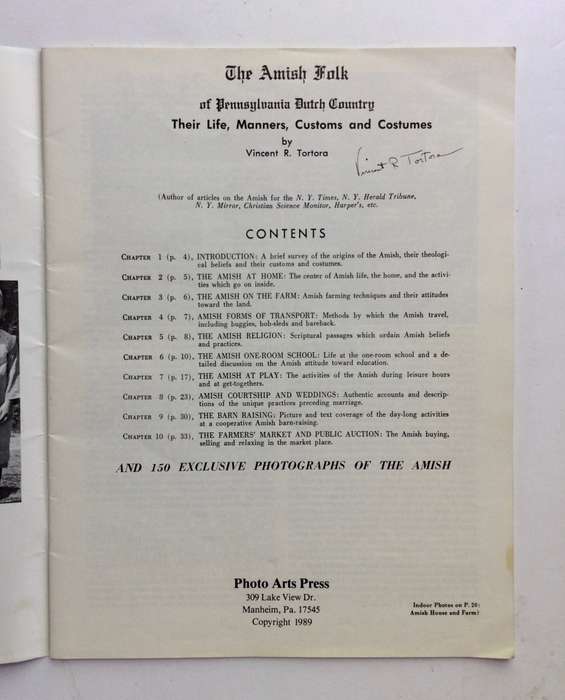 The Amish Folk
of Pennsylvania Dutch Country
Their Life, Manners, Customs and Costumes
by
Vincent R. Tortora
Vincent R Tortora
(Author of articles on the Amish for the N. Y. Times, N. Y. Herald Tribune,
N. Y. Mirror, Christian Science Monitor, Harper's, etc.
CONTENTS
CHAPTER 1 (p. 4), INTRODUCTION: A brief survey of the origins of the Amish, their theologi-
cal beliefs and their customs and costumes.
CHAPTER 2 (p. 5), THE AMISH AT HOME: The center of Amish life, the home, and the activi-
ties which go on inside.
CHAPTER 3 (p. 6), THE AMISH ON THE FARM: Amish farming techniques and their attitudes
toward the land.
CHAPTER 4 (p. 7), AMISH FORMS OF TRANSPORT: Methods by which the Amish travel,
including buggies, bob-sleds and bareback.
CHAPTER 5 (p. 8), THE AMISH RELIGION: Scriptural passages which ordain Amish beliefs
and practices.
CHAPTER 6 (p. 10), THE AMISH ONE-ROOM SCHOOL: Life at the one-room school and a de-
tailed discussion on the Amish attitude toward education.
CHAPTER 7 (p. 17), THE AMISH AT PLAY: The activities of the Amish during leisure hours
and at get-togethers.
CHAPTER 8 (p. 23), AMISH COURTSHIP AND WEDDINGS: Authentic accounts and descrip-
tions of the unique practices preceding marriage.
CHAPTER 9 (p. 30), THE BARN RAISING: Picture and text coverage of the day-long activities
at a cooperative Amish barn-raising.
CHAPTER 10 (p. 33), THE FARMERS' MARKET AND PUBLIC AUCTION: The Amish buying,
selling and relaxing in the market place.
AND 150 EXCLUSIVE PHOTOGRAPHS OF THE AMISH
Photo Arts Press
309 Lake View Dr.
Manheim, Pa. 17545
Copyright 1989
Indoor Photos on P. 20:
Amish House and Farm)